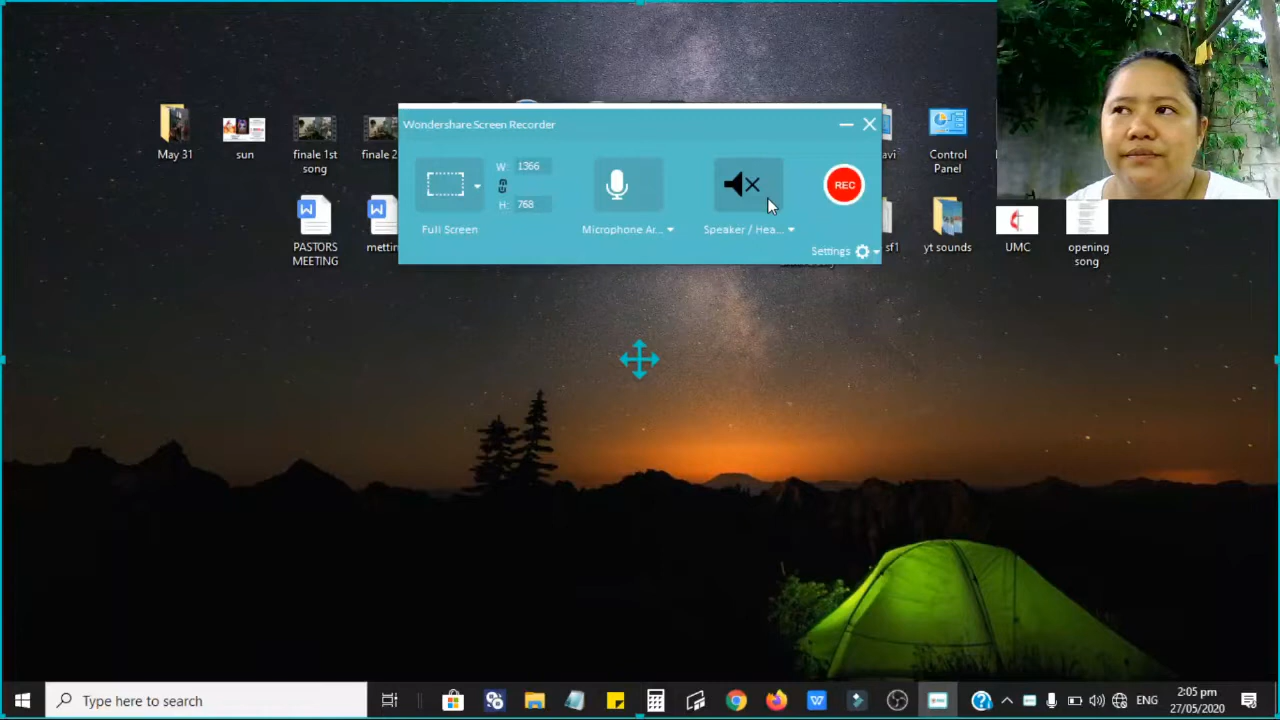 Wondershare Screen Recorder
W: 1366
H: 768
REC
Full Screen
Microphone Ar...
Speaker / Hea...
Settings
May 31
sun
finale 1st
song
finale 2
avi
Control
Panel
PASTORS
MEETING
mettin
sf1
yt sounds
UMC
opening
song
Type here to search
ENG
2:05 pm
27/05/2020